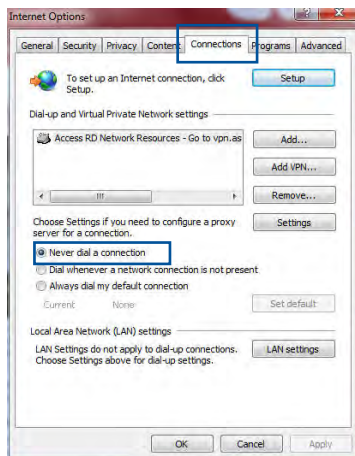 Internet Options
General Security Privacy Content Connections Programs Advanced
To set up an Internet connection, click
Setup.
Setup
Dial-up and Virtual Private Network settings
Access RD Network Resources - Go to vpn.as
Add...
Add VPN...
Remove...
Choose Settings if you need to configure a proxy
server for a connection.
Settings
Never dial a connection
Dial whenever a network connection is not present
Always dial my default connection
Current None
Set default
Local Area Network (LAN) settings
LAN Settings do not apply to dial-up connections.
Choose Settings above for dial-up settings.
LAN settings
OK Cancel Apply